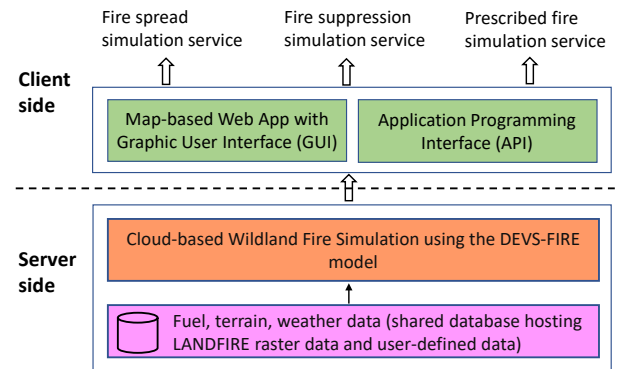 Fire spread
simulation service
Fire suppression
simulation service
Prescribed fire
simulation service
Client
side
Map-based Web App with
Graphic User Interface (GUI)
Application Programming
Interface (API)
Server
side
Cloud-based Wildland Fire Simulation using the DEVS-FIRE
model
Fuel, terrain, weather data (shared database hosting
LANDFIRE raster data and user-defined data)